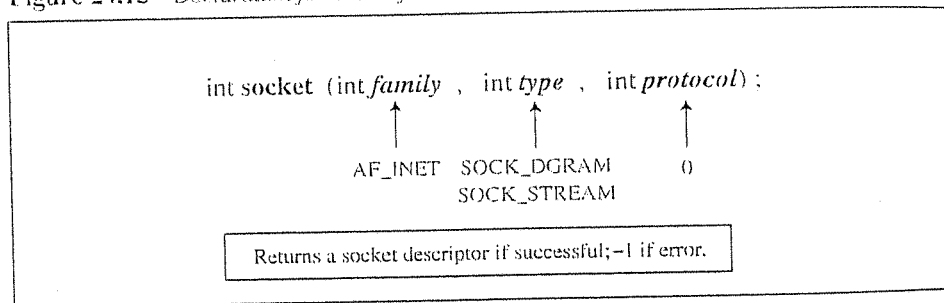 int socket (int family , int type , int protocol) ;
AF_INET SOCK_DGRAM 0
SOCK_STREAM
Returns a socket descriptor if successful; –1 if error.